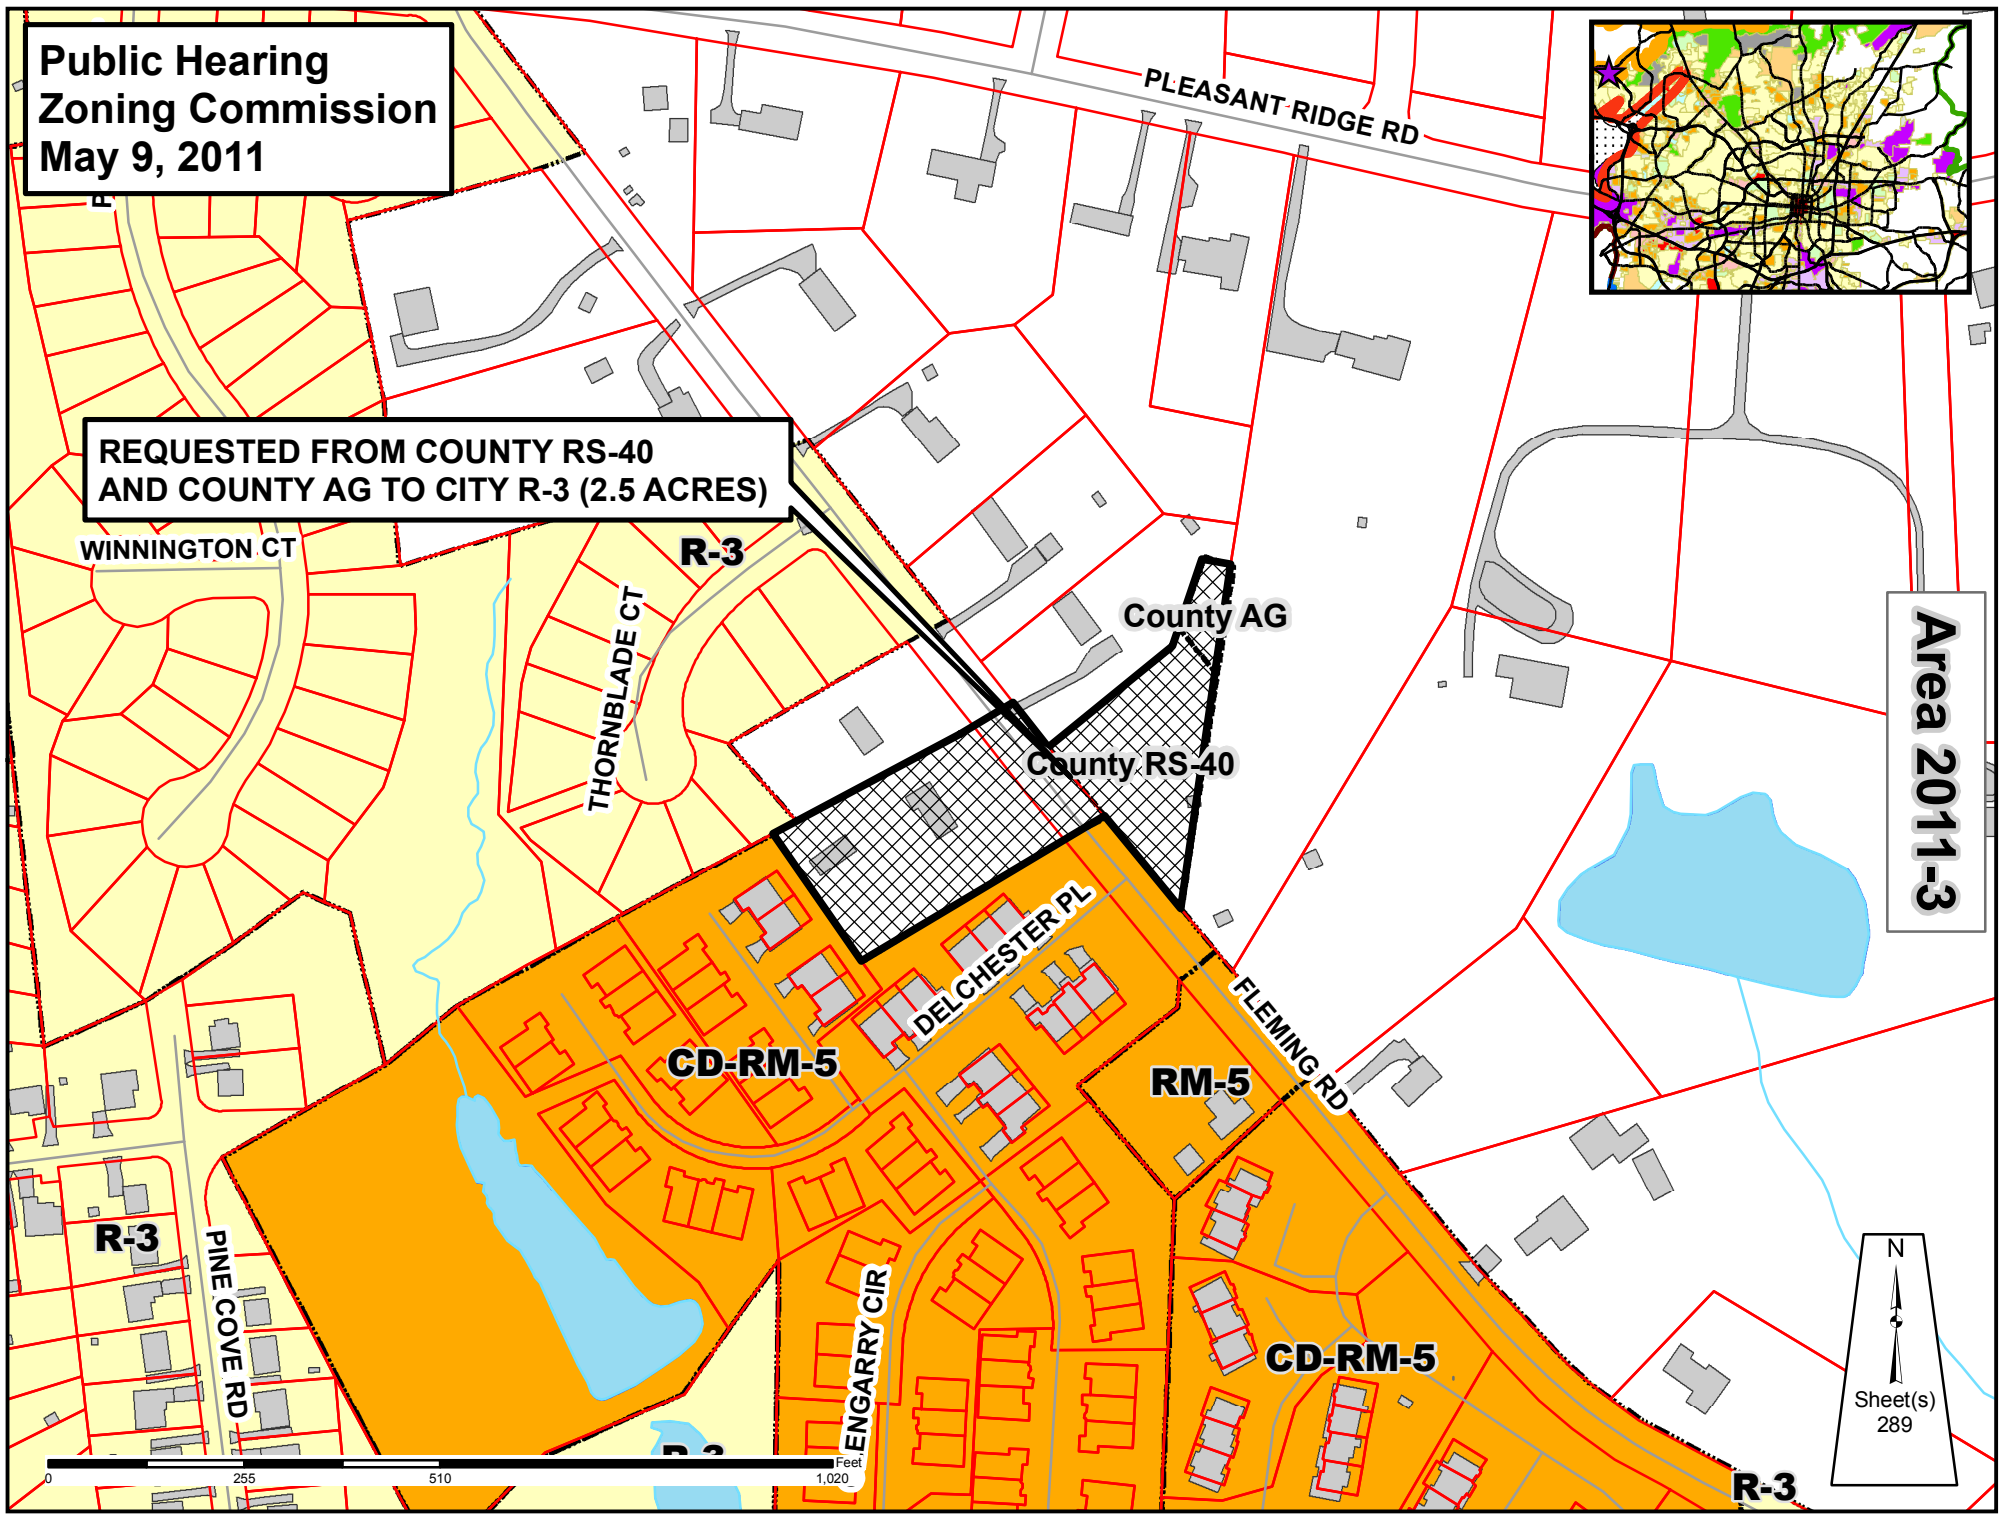 Public Hearing
Zoning Commission
May 9, 2011
PLEASANT RIDGE RD
REQUESTED FROM COUNTY RS-40
AND COUNTY AG TO CITY R-3 (2.5 ACRES)
WINNINGTON CT
R-3
THORNBLADE CT
County AG
County RS-40
Area 2011-3
DELCHESTER PL
FLEMING RD
CD-RM-5
RM-5
R-3
PINE COVE RD
ENGARRY CIR
CD-RM-5
N
Sheet(s)
289
R-3
R-3
Feet
0 255 510 1,020